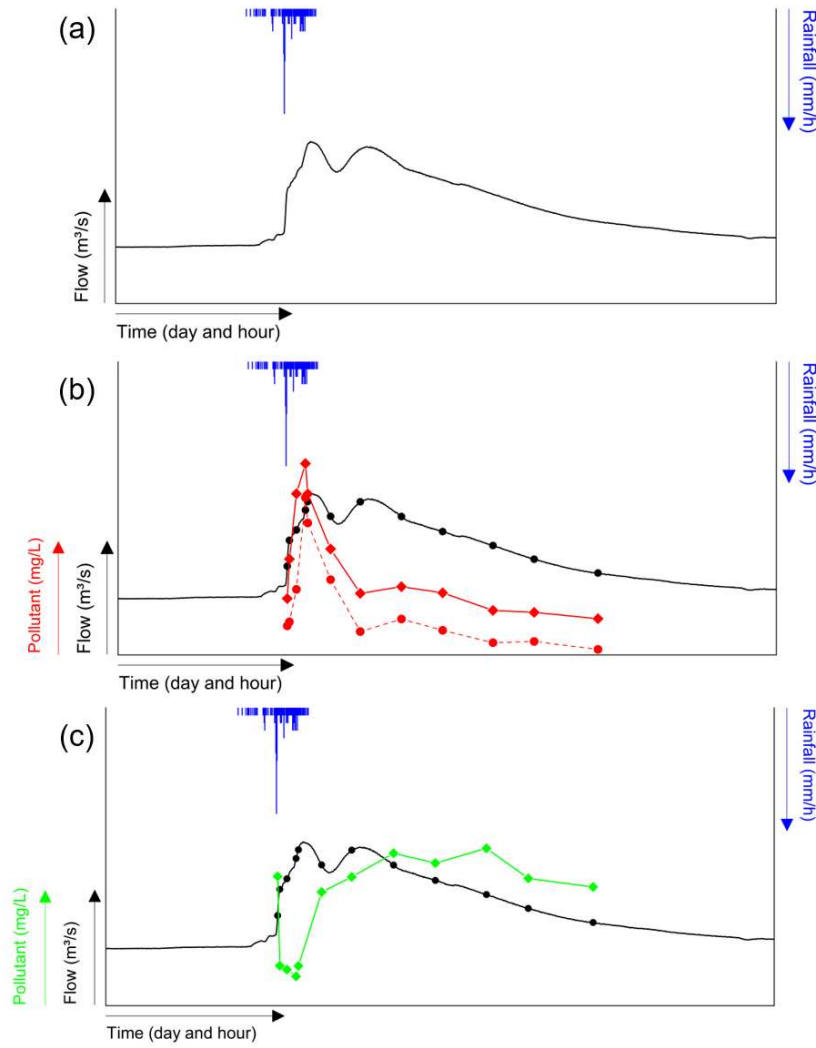 (a)
Rainfall (mm/h)
Flow (m³/s)
Time (day and hour)
(b)
Rainfall (mm/h)
Pollutant (mg/L)
Flow (m³/s)
Time (day and hour)
(c)
Rainfall (mm/h)
Pollutant (mg/L)
Flow (m³/s)
Time (day and hour)